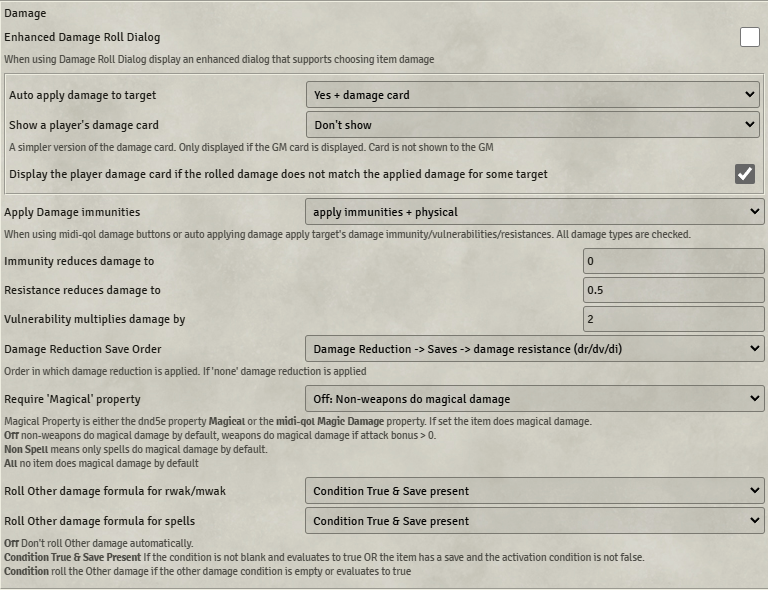 Damage
Enhanced Damage Roll Dialog
When using Damage Roll Dialog display an enhanced dialog that supports choosing item damage
Auto apply damage to target Yes + damage card
Show a player's damage card Don't show
A simpler version of the damage card. Only displayed if the GM card is displayed. Card is not shown to the GM
Display the player damage card if the rolled damage does not match the applied damage for some target
Apply Damage immunities apply immunities + physical
When using midi-qol damage buttons or auto applying damage apply target's damage immunity/vulnerabilities/resistances. All damage types are checked.
Immunity reduces damage to 0
Resistance reduces damage to 0.5
Vulnerability multiplies damage by 2
Damage Reduction Save Order Damage Reduction -> Saves -> damage resistance (dr/dv/di)
Order in which damage reduction is applied. If 'none' damage reduction is applied
Require 'Magical' property Off: Non-weapons do magical damage
Magical Property is either the dnd5e property Magical or the midi-qol Magic Damage property. If set the item does magical damage.
Off non-weapons do magical damage by default, weapons do magical damage if attack bonus > 0.
Non Spell means only spells do magical damage by default.
All no item does magical damage by default
Roll Other damage formula for rwak/mwak Condition True & Save present
Roll Other damage formula for spells Condition True & Save present
Off Don't roll Other damage automatically.
Condition True & Save Present If the condition is not blank and evaluates to true OR the item has a save and the activation condition is not false.
Condition roll the Other damage if the other damage condition is empty or evaluates to true